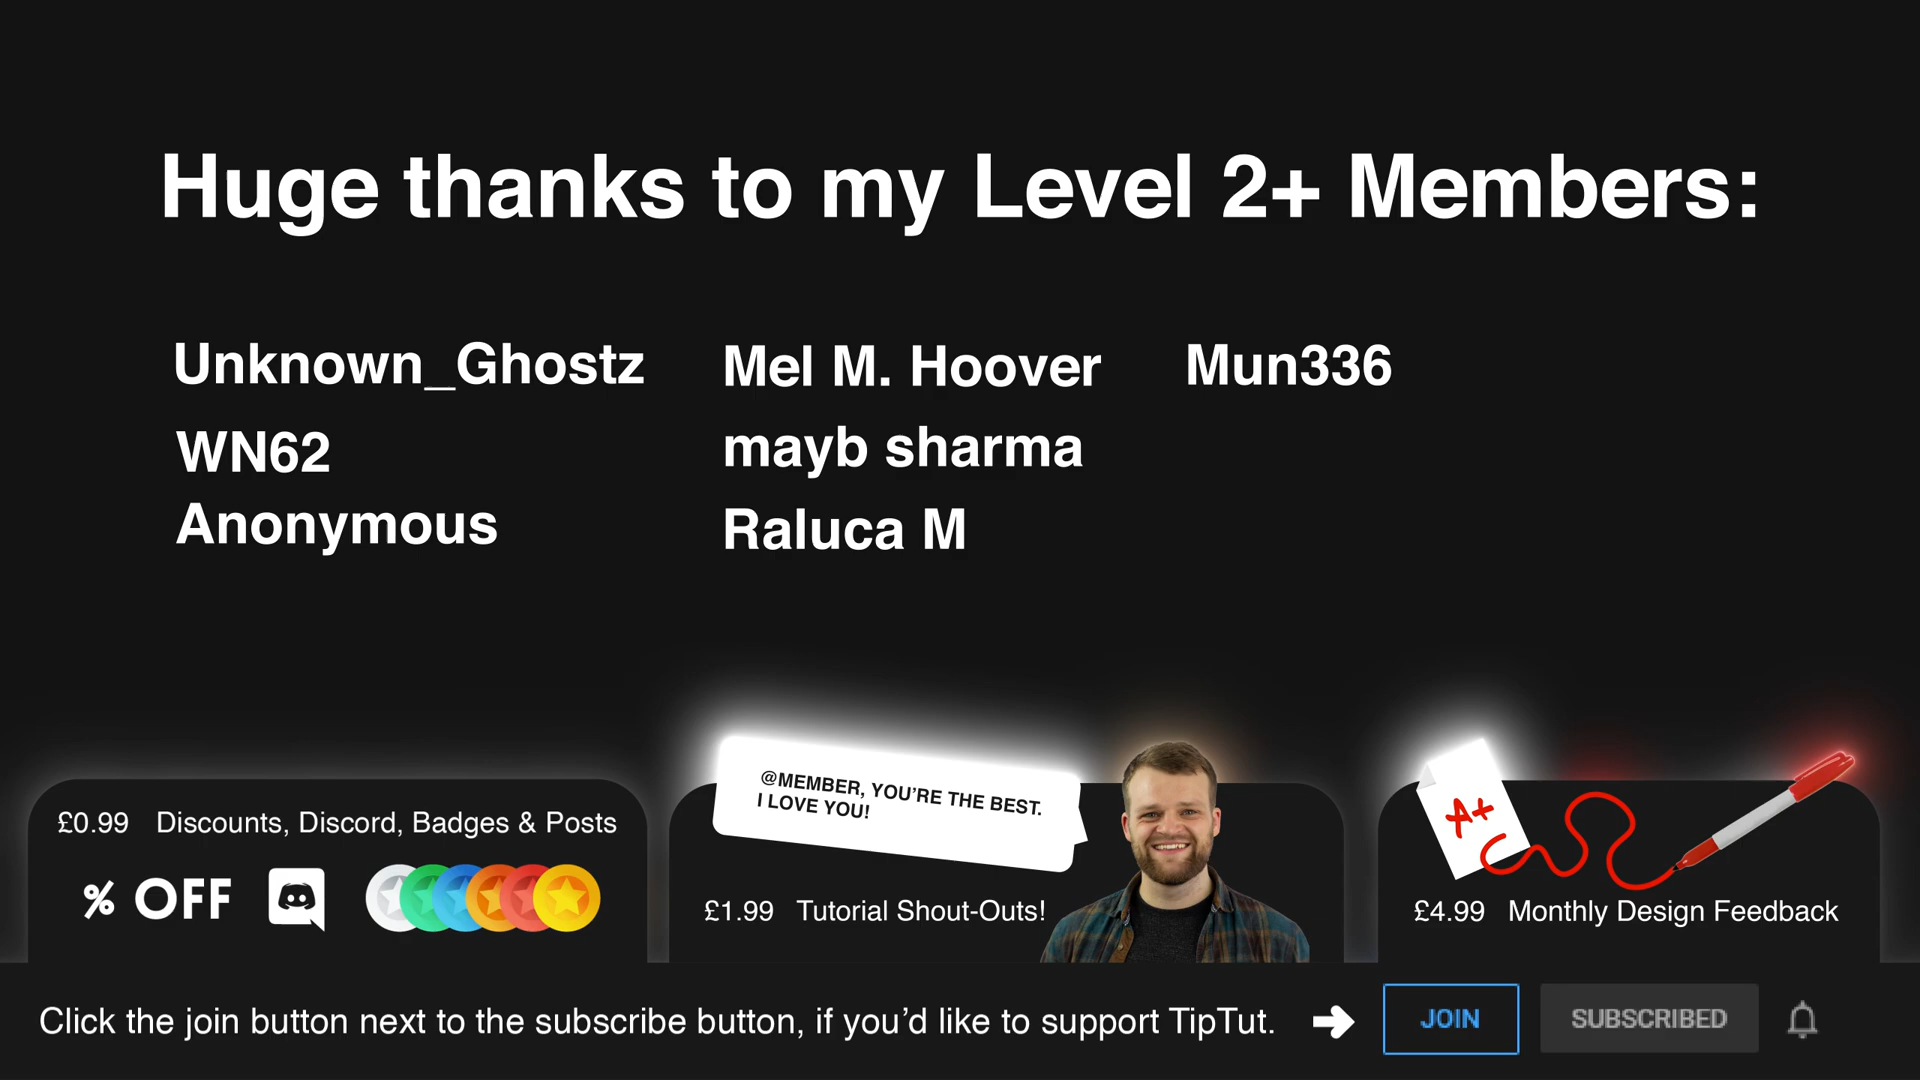 Huge thanks to my Level 2+ Members:
Unknown_Ghostz
WN62
Anonymous
Mel M. Hoover
mayb sharma
Raluca M
Mun336
£0.99 Discounts, Discord, Badges & Posts
% OFF
@MEMBER, YOU’RE THE BEST.
I LOVE YOU!
£1.99 Tutorial Shout-Outs!
A+
£4.99 Monthly Design Feedback
Click the join button next to the subscribe button, if you’d like to support TipTut.
JOIN
SUBSCRIBED